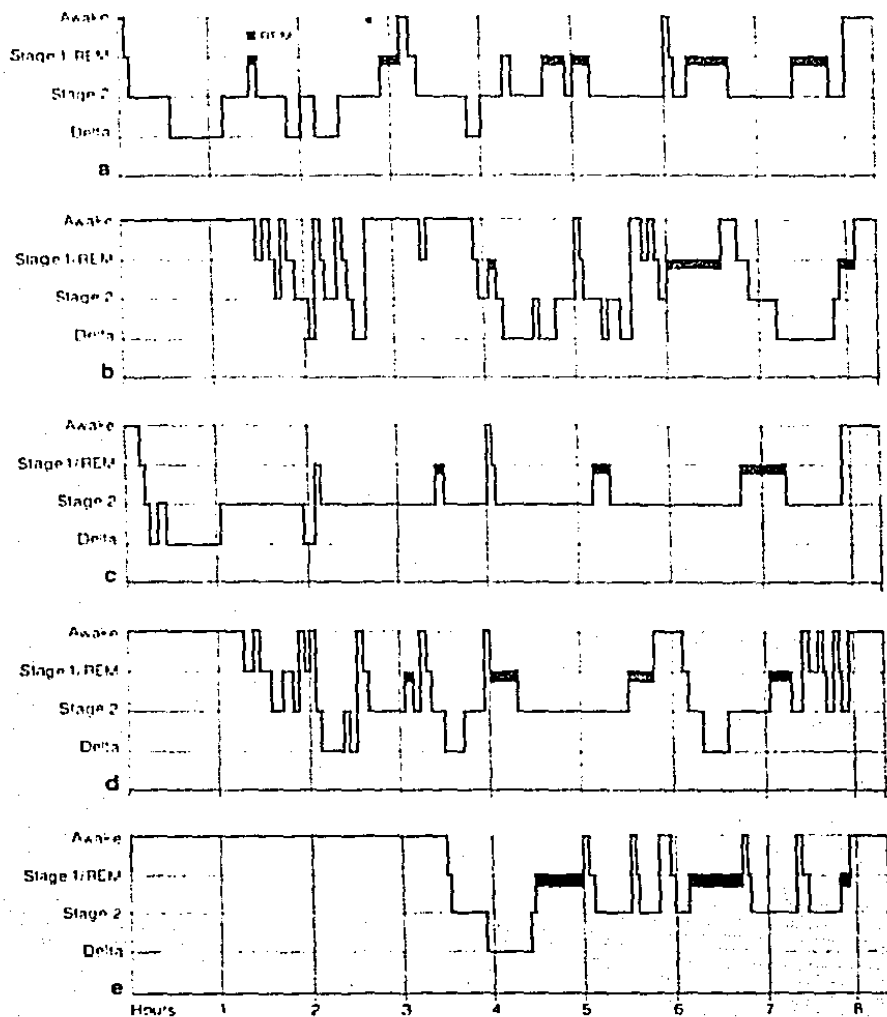 Awake
REM
Stage 1/REM
Stage 2
Delta
a
Awake
Stage 1/REM
Stage 2
Delta
b
Awake
Stage 1/REM
Stage 2
Delta
c
Awake
Stage 1/REM
Stage 2
Delta
d
Awake
Stage 1/REM
Stage 2
Delta
e
Hours 1 2 3 4 5 6 7 8